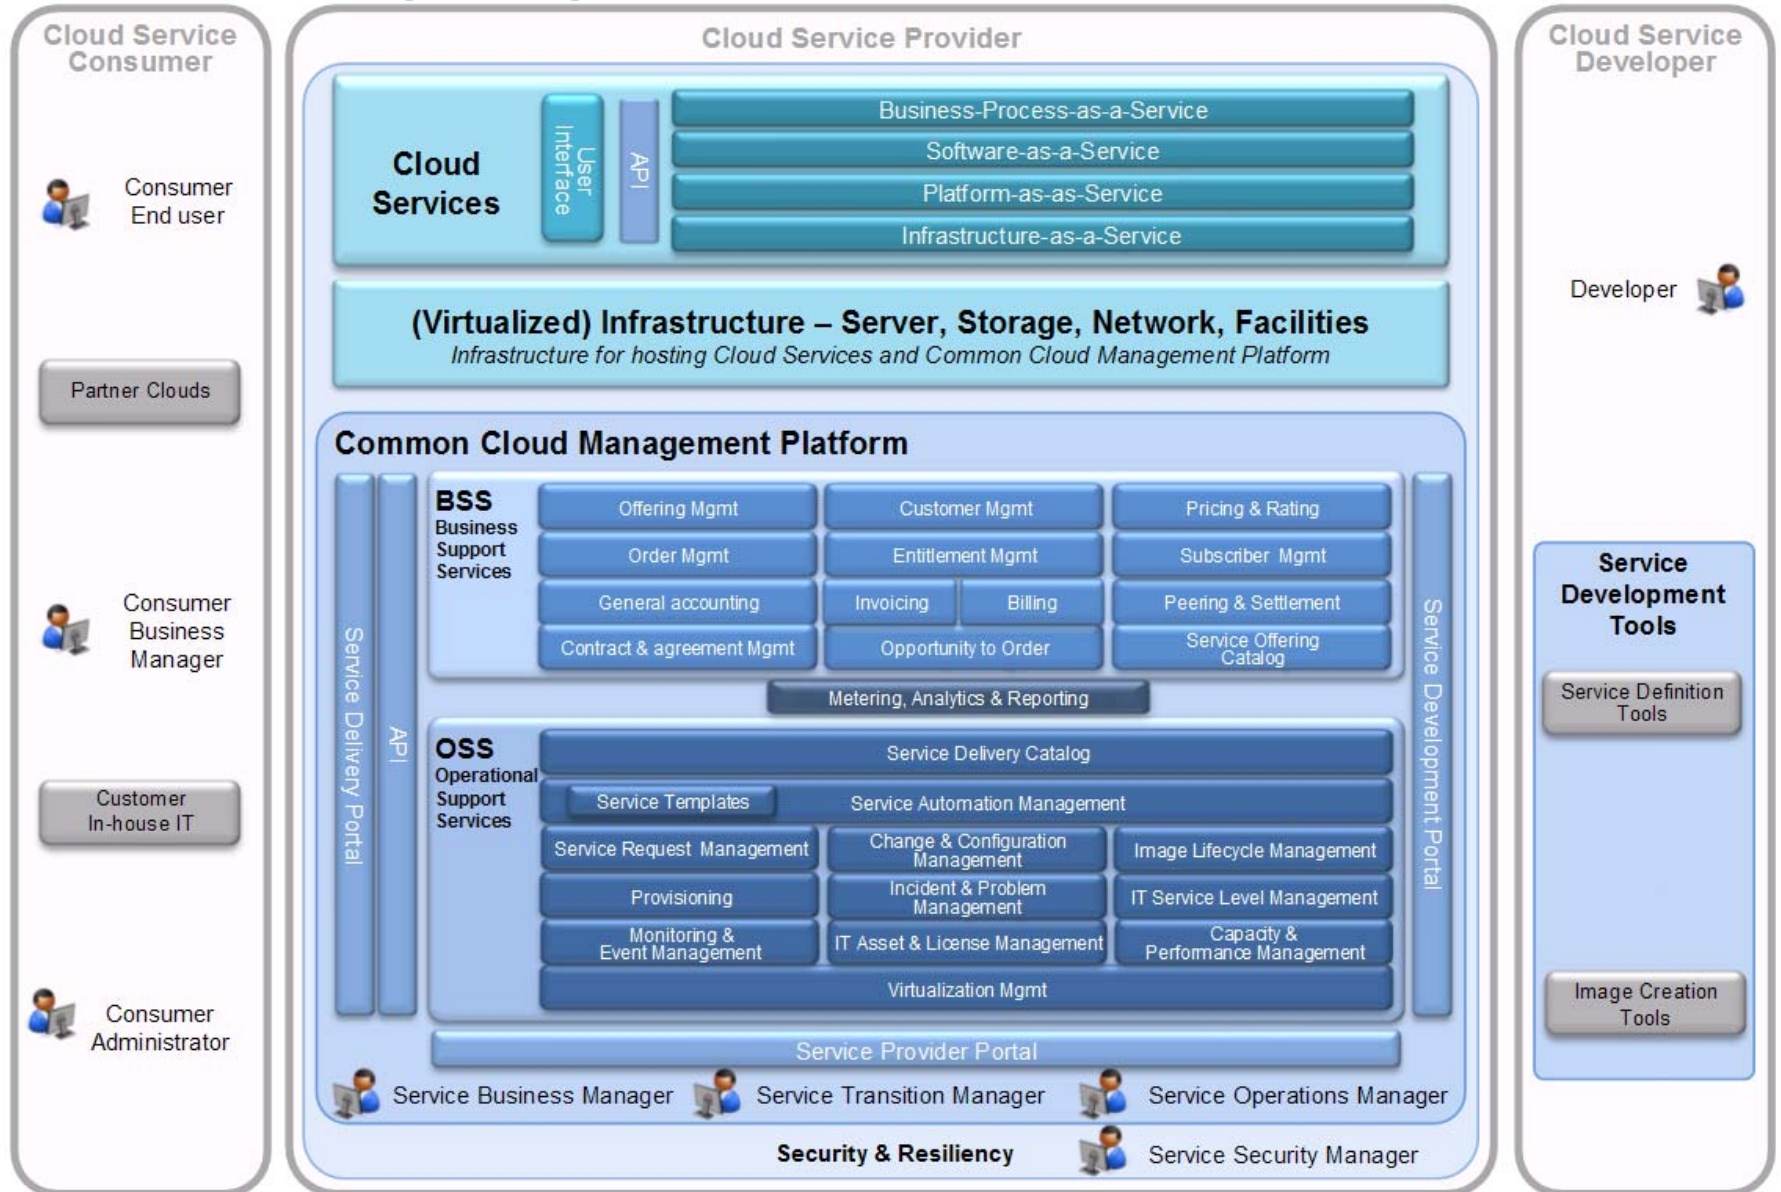 Cloud Service
Consumer
Consumer
End user
Partner Clouds
Consumer
Business
Manager
Customer
In-house IT
Consumer
Administrator
Cloud Service Provider
Cloud
Services
User
Interface
API
Business-Process-as-a-Service
Software-as-a-Service
Platform-as-as-Service
Infrastructure-as-a-Service
(Virtualized) Infrastructure – Server, Storage, Network, Facilities
Infrastructure for hosting Cloud Services and Common Cloud Management Platform
Common Cloud Management Platform
Service Delivery Portal
API
BSS
Business
Support
Services
Offering Mgmt
Customer Mgmt
Pricing & Rating
Order Mgmt
Entitlement Mgmt
Subscriber Mgmt
General accounting
Invoicing
Billing
Peering & Settlement
Contract & agreement Mgmt
Opportunity to Order
Service Offering
Catalog
Metering, Analytics & Reporting
OSS
Operational
Support
Services
Service Delivery Catalog
Service Templates
Service Automation Management
Service Request Management
Change & Configuration
Management
Image Lifecycle Management
Provisioning
Incident & Problem
Management
IT Service Level Management
Monitoring &
Event Management
IT Asset & License Management
Capacity &
Performance Management
Virtualization Mgmt
Service Development Portal
Service Provider Portal
Service Business Manager
Service Transition Manager
Service Operations Manager
Security & Resiliency
Service Security Manager
Cloud Service
Developer
Developer
Service
Development
Tools
Service Definition
Tools
Image Creation
Tools